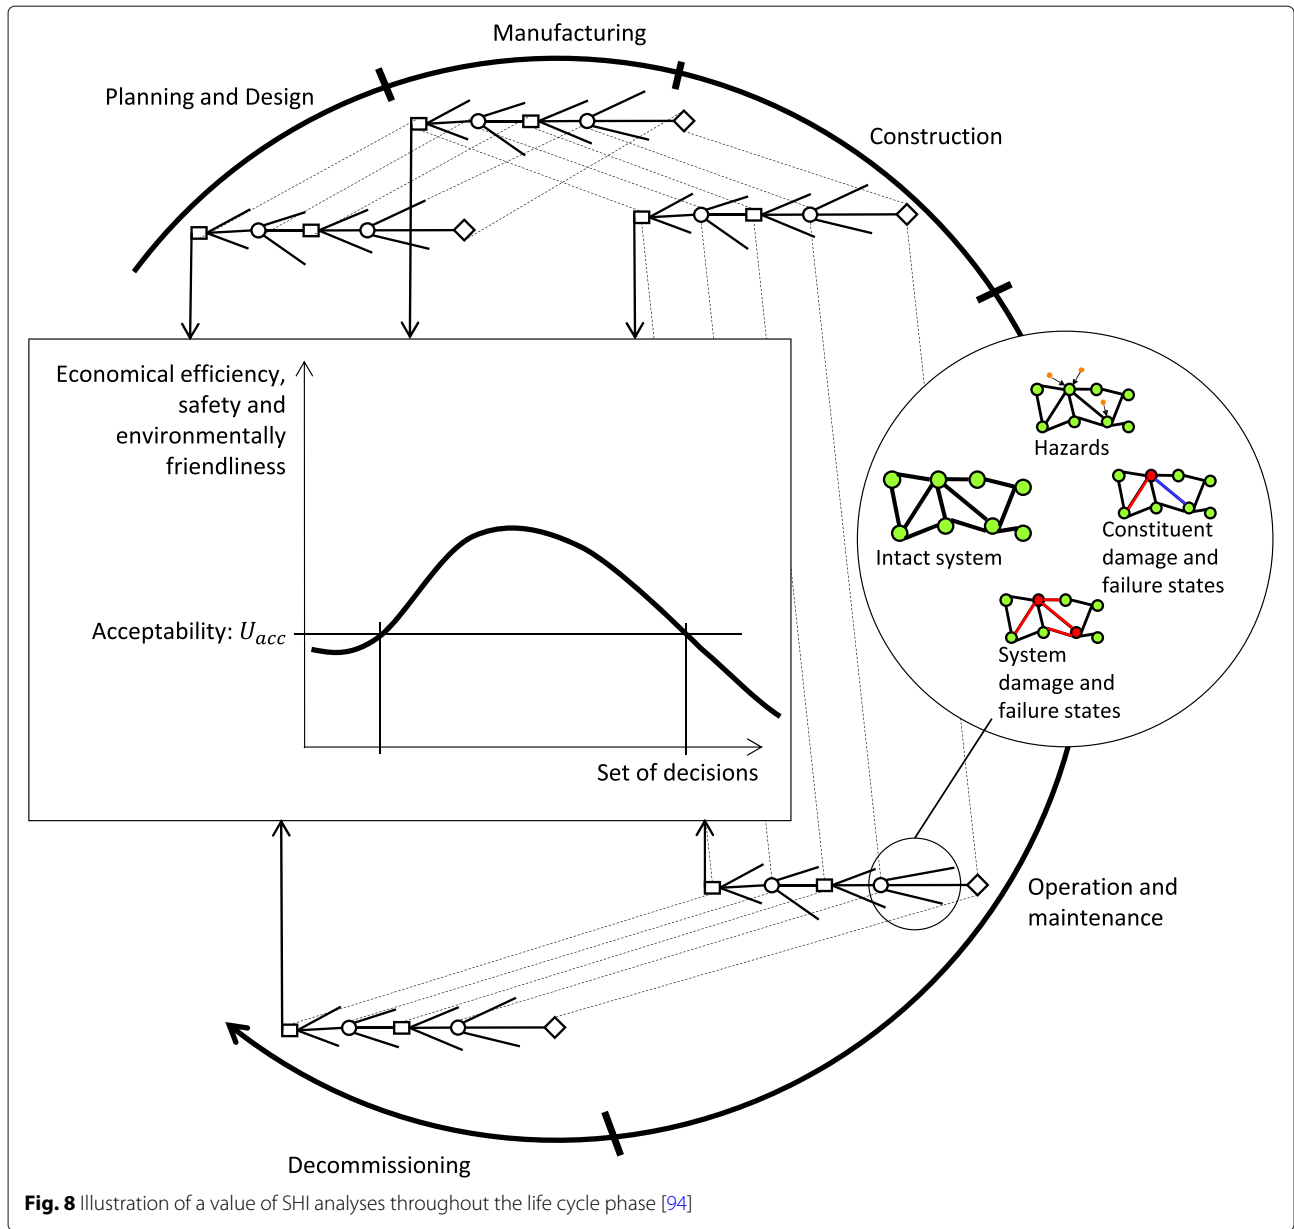 Manufacturing
Planning and Design
Construction
Economical efficiency,
safety and
environmentally
friendliness
Hazards
Constituent
damage and
failure states
Intact system
Acceptability: U_acc
System
damage and
failure states
Set of decisions
Operation and
maintenance
Decommissioning
Fig. 8 Illustration of a value of SHI analyses throughout the life cycle phase [94]